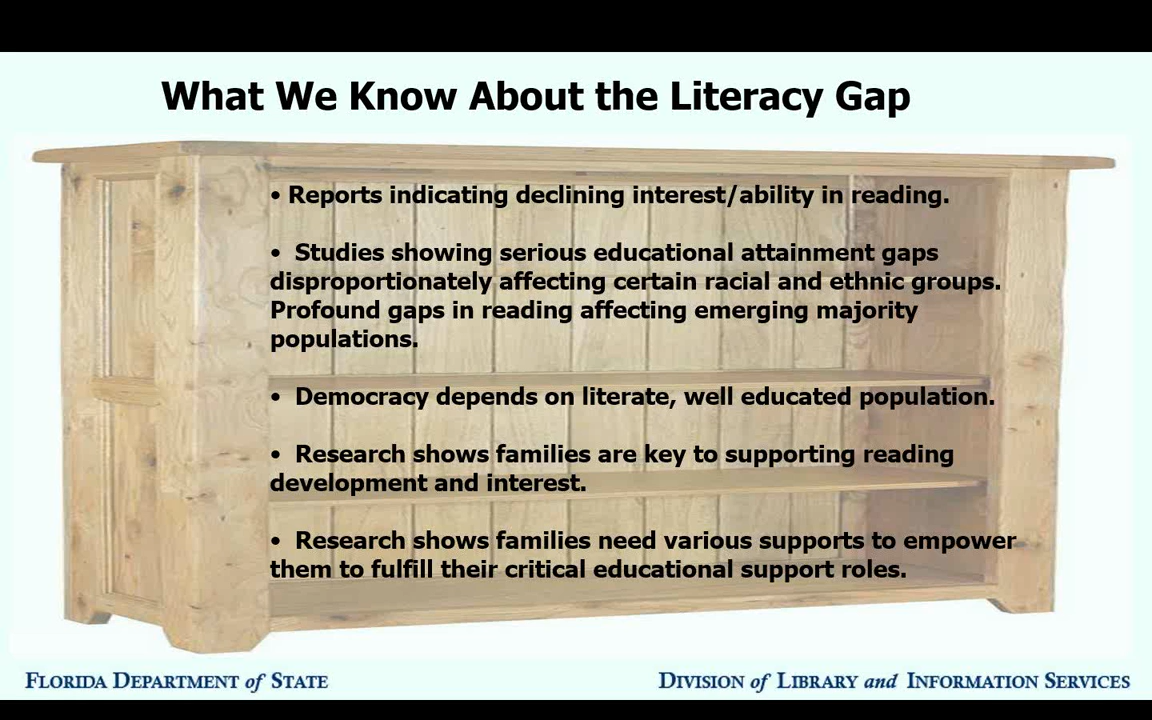 What We Know About the Literacy Gap
• Reports indicating declining interest/ability in reading.
• Studies showing serious educational attainment gaps
disproportionately affecting certain racial and ethnic groups.
Profound gaps in reading affecting emerging majority
populations.
• Democracy depends on literate, well educated population.
• Research shows families are key to supporting reading
development and interest.
• Research shows families need various supports to empower
them to fulfill their critical educational support roles.
FLORIDA DEPARTMENT of STATE
DIVISION of LIBRARY and INFORMATION SERVICES